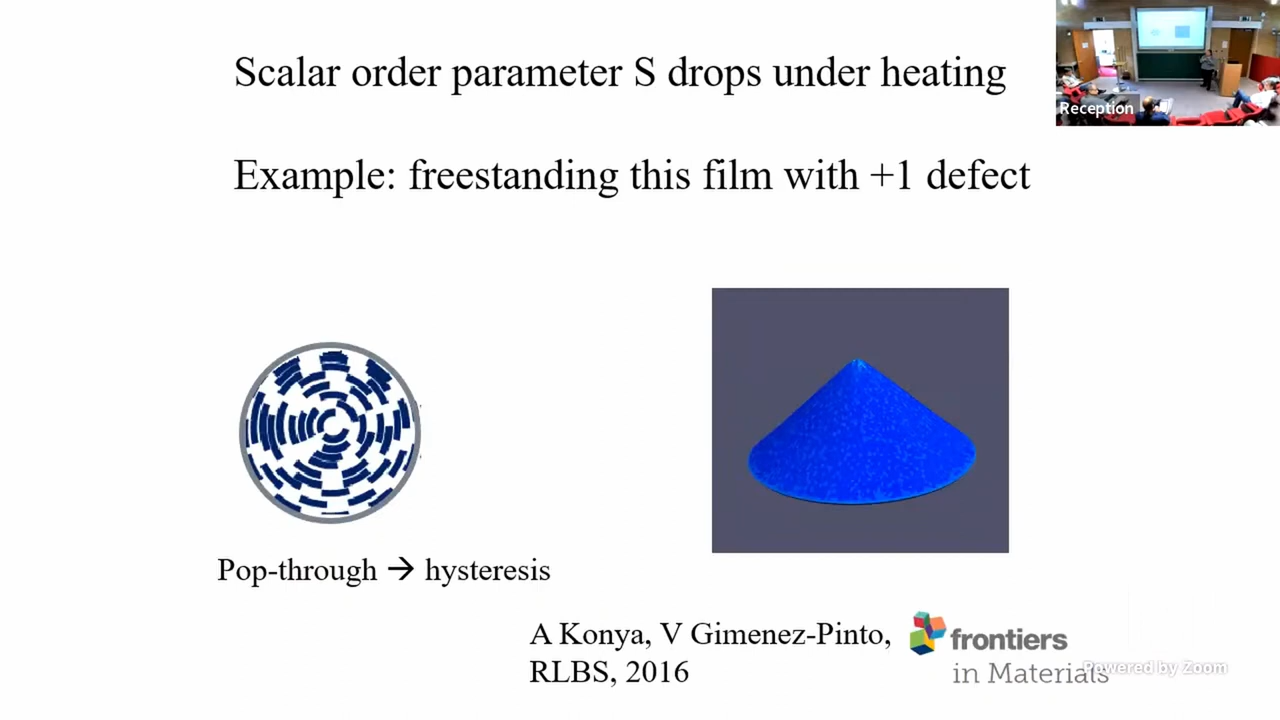 Scalar order parameter S drops under heating
Reception
Example: freestanding this film with +1 defect
Pop-through → hysteresis
A Konya, V Gimenez-Pinto,
RLBS, 2016
frontiers
in Materials
Powered by Zoom